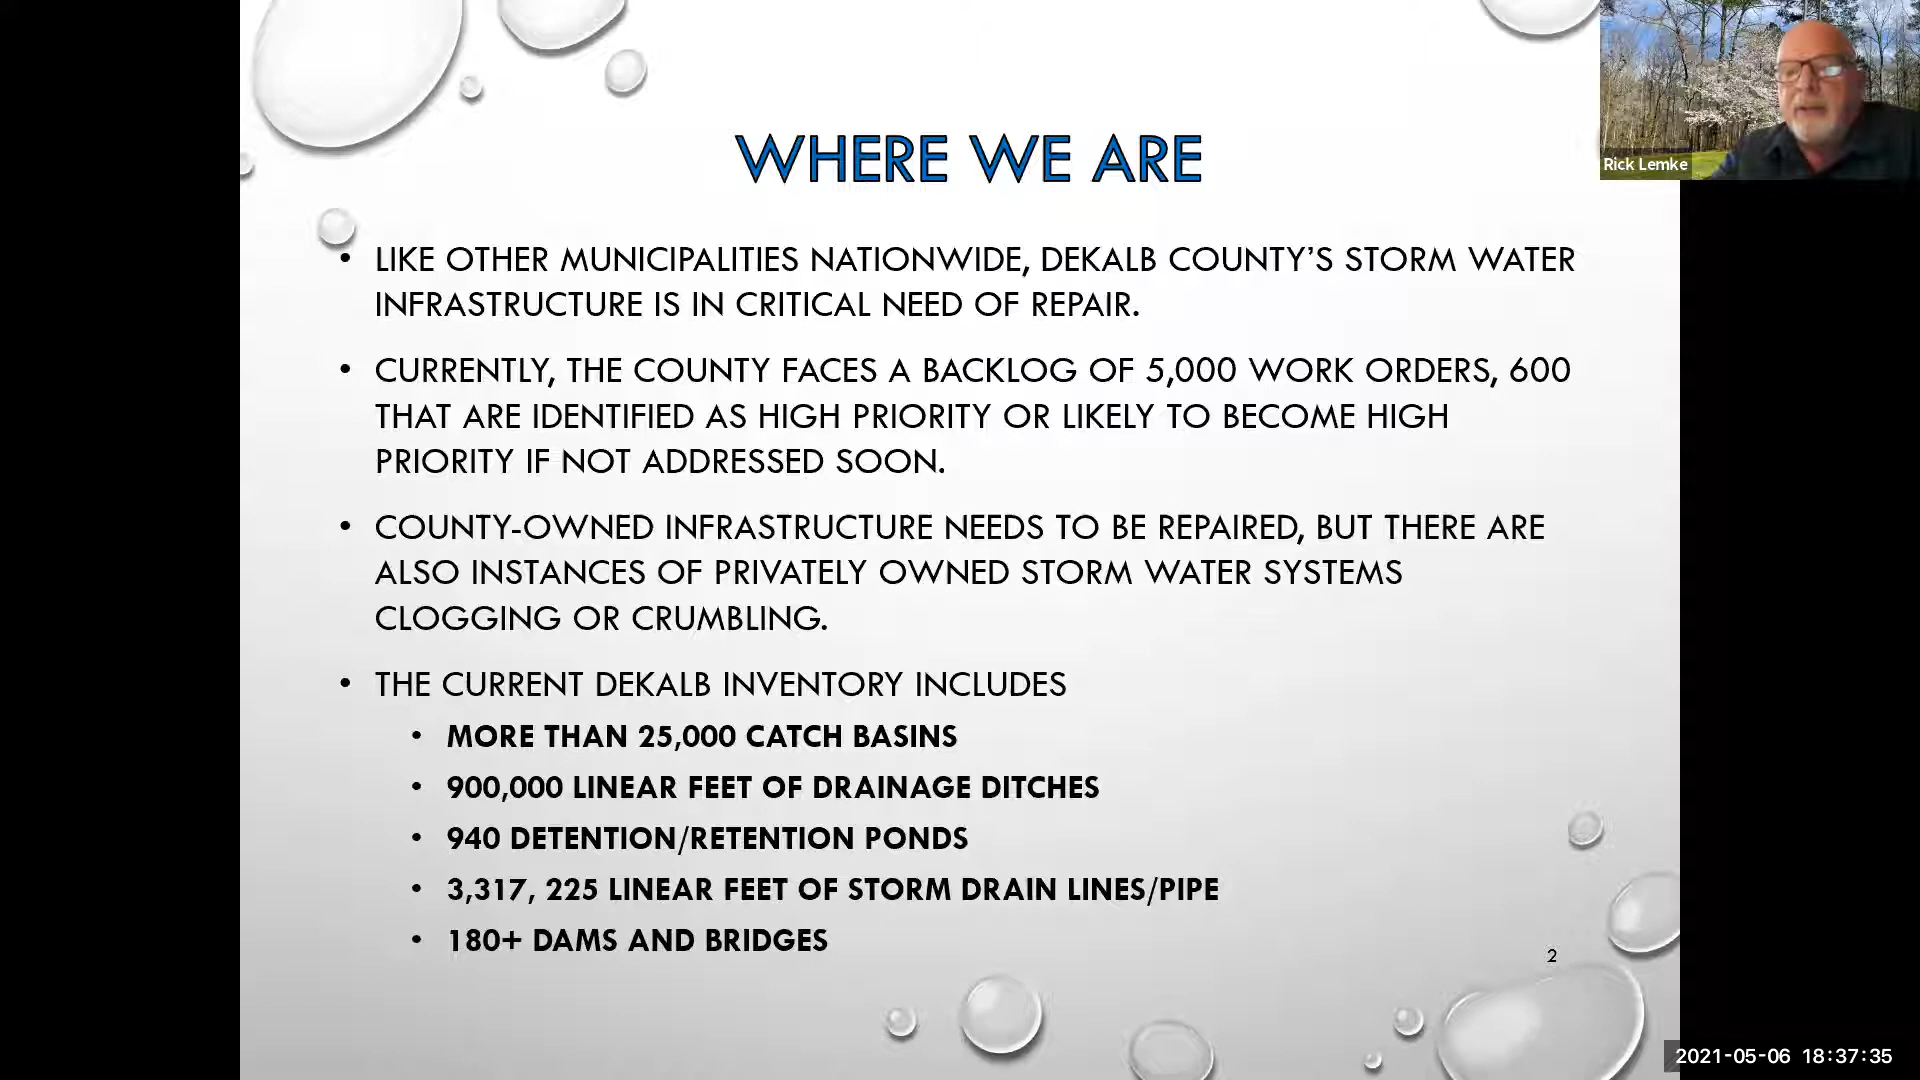 WHERE WE ARE
Rick Lemke
• LIKE OTHER MUNICIPALITIES NATIONWIDE, DEKALB COUNTY’S STORM WATER
INFRASTRUCTURE IS IN CRITICAL NEED OF REPAIR.
• CURRENTLY, THE COUNTY FACES A BACKLOG OF 5,000 WORK ORDERS, 600
THAT ARE IDENTIFIED AS HIGH PRIORITY OR LIKELY TO BECOME HIGH
PRIORITY IF NOT ADDRESSED SOON.
• COUNTY-OWNED INFRASTRUCTURE NEEDS TO BE REPAIRED, BUT THERE ARE
ALSO INSTANCES OF PRIVATELY OWNED STORM WATER SYSTEMS
CLOGGING OR CRUMBLING.
• THE CURRENT DEKALB INVENTORY INCLUDES
• MORE THAN 25,000 CATCH BASINS
• 900,000 LINEAR FEET OF DRAINAGE DITCHES
• 940 DETENTION/RETENTION PONDS
• 3,317, 225 LINEAR FEET OF STORM DRAIN LINES/PIPE
• 180+ DAMS AND BRIDGES
2
2021-05-06 18:37:35